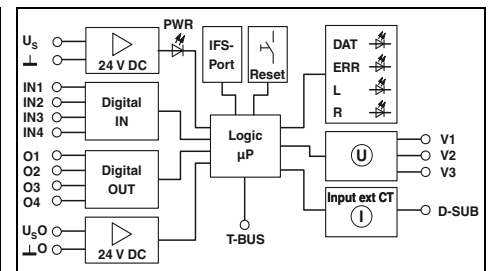 PWR
U_S
⊥
24 V DC
IFS-
Port
Reset
DAT
ERR
L
R
IN1
IN2
IN3
IN4
Digital
IN
Logic
µP
U
V1
V2
V3
O1
O2
O3
O4
Digital
OUT
Input ext CT
I
D-SUB
U_SO
⊥O
24 V DC
T-BUS